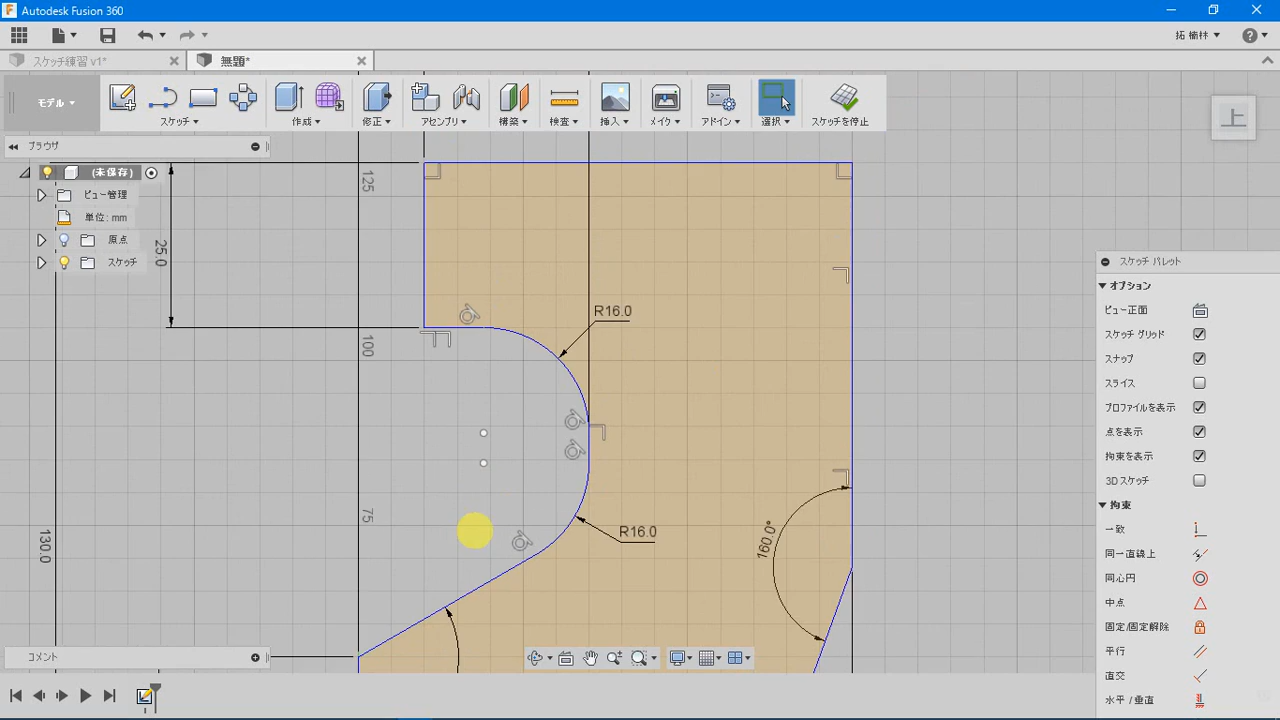 Autodesk Fusion 360
拓 楡林
スケッチ練習 v1*
無題*
モデル
スケッチ
作成
修正
アセンブリ
構築
検査
挿入
メイク
アドイン
選択
スケッチを停止
上
ブラウザ
(未保存)
ビュー管理
単位: mm
原点
スケッチ
125
25.0
100
R16.0
75
R16.0
130.0
160.0°
スケッチ パレット
オプション
ビュー正面
スケッチ グリッド
スナップ
スライス
プロファイルを表示
点を表示
拘束を表示
3D スケッチ
拘束
一致
同一直線上
同心円
中点
固定/固定解除
平行
直交
水平/垂直
コメント